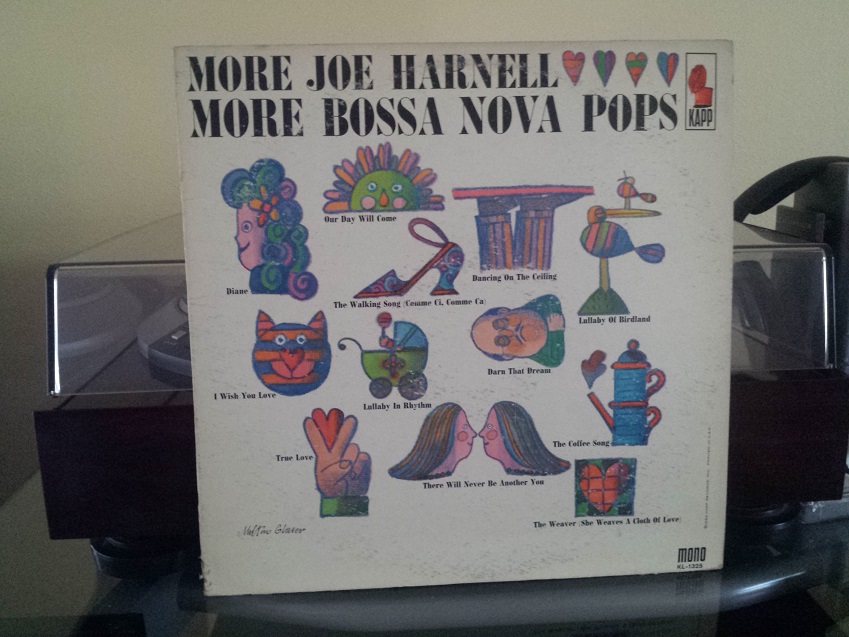 MORE JOE HARNELL
MORE BOSSA NOVA POPS
KAPP
Our Day Will Come
Diane
Dancing On The Ceiling
The Walking Song (Comme Ci, Comme Ca)
Lullaby Of Birdland
I Wish You Love
Lullaby In Rhythm
Darn That Dream
True Love
The Coffee Song
There Will Never Be Another You
The Weaver (She Weaves A Cloth Of Love)
Milton Glaser
mono
KL-1325